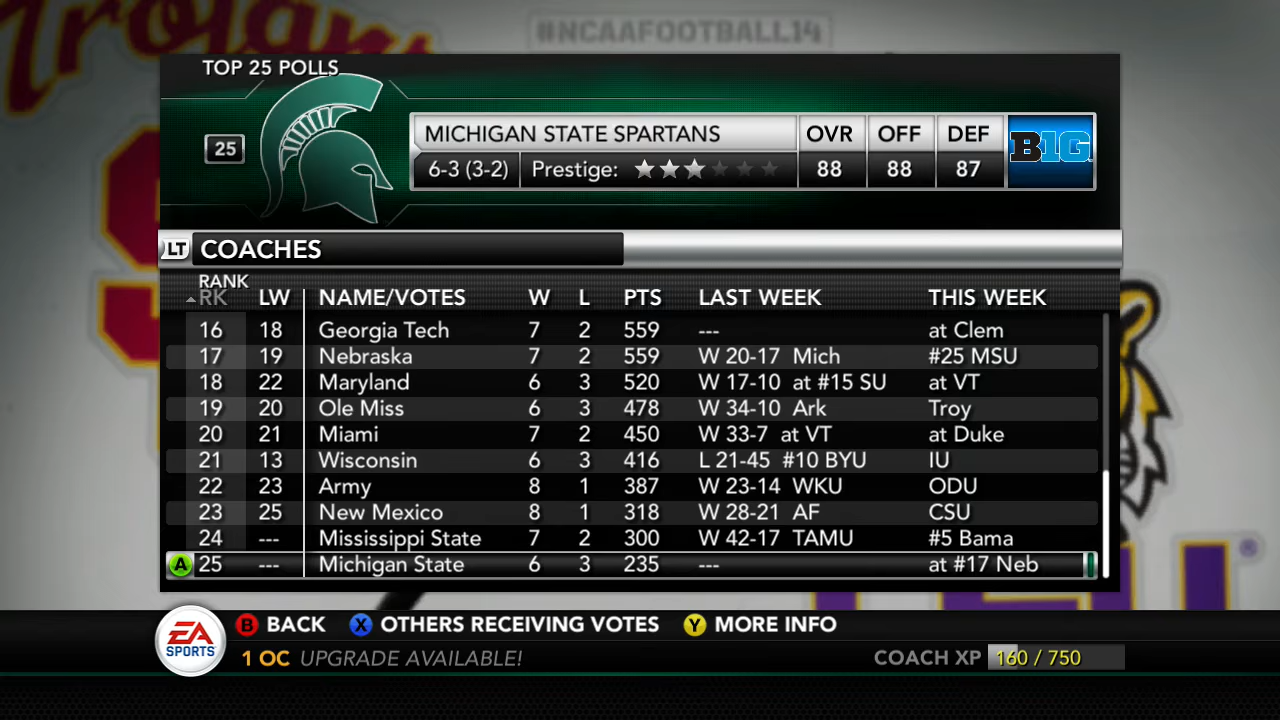 Trojans
#NCAAFOOTBALL14
TOP 25 POLLS
25
MICHIGAN STATE SPARTANS OVR OFF DEF B1G
6-3 (3-2) Prestige: 88 88 87
LT COACHES
RANK
RK LW NAME/VOTES W L PTS LAST WEEK THIS WEEK
16 18 Georgia Tech 7 2 559 --- at Clem
17 19 Nebraska 7 2 559 W 20-17 Mich #25 MSU
18 22 Maryland 6 3 520 W 17-10 at #15 SU at VT
19 20 Ole Miss 6 3 478 W 34-10 Ark Troy
20 21 Miami 7 2 450 W 33-7 at VT at Duke
21 13 Wisconsin 6 3 416 L 21-45 #10 BYU IU
22 23 Army 8 1 387 W 23-14 WKU ODU
23 25 New Mexico 8 1 318 W 28-21 AF CSU
24 --- Mississippi State 7 2 300 W 42-17 TAMU #5 Bama
A 25 --- Michigan State 6 3 235 --- at #17 Neb
EA SPORTS
B BACK X OTHERS RECEIVING VOTES Y MORE INFO
1 OC UPGRADE AVAILABLE! COACH XP 160 / 750